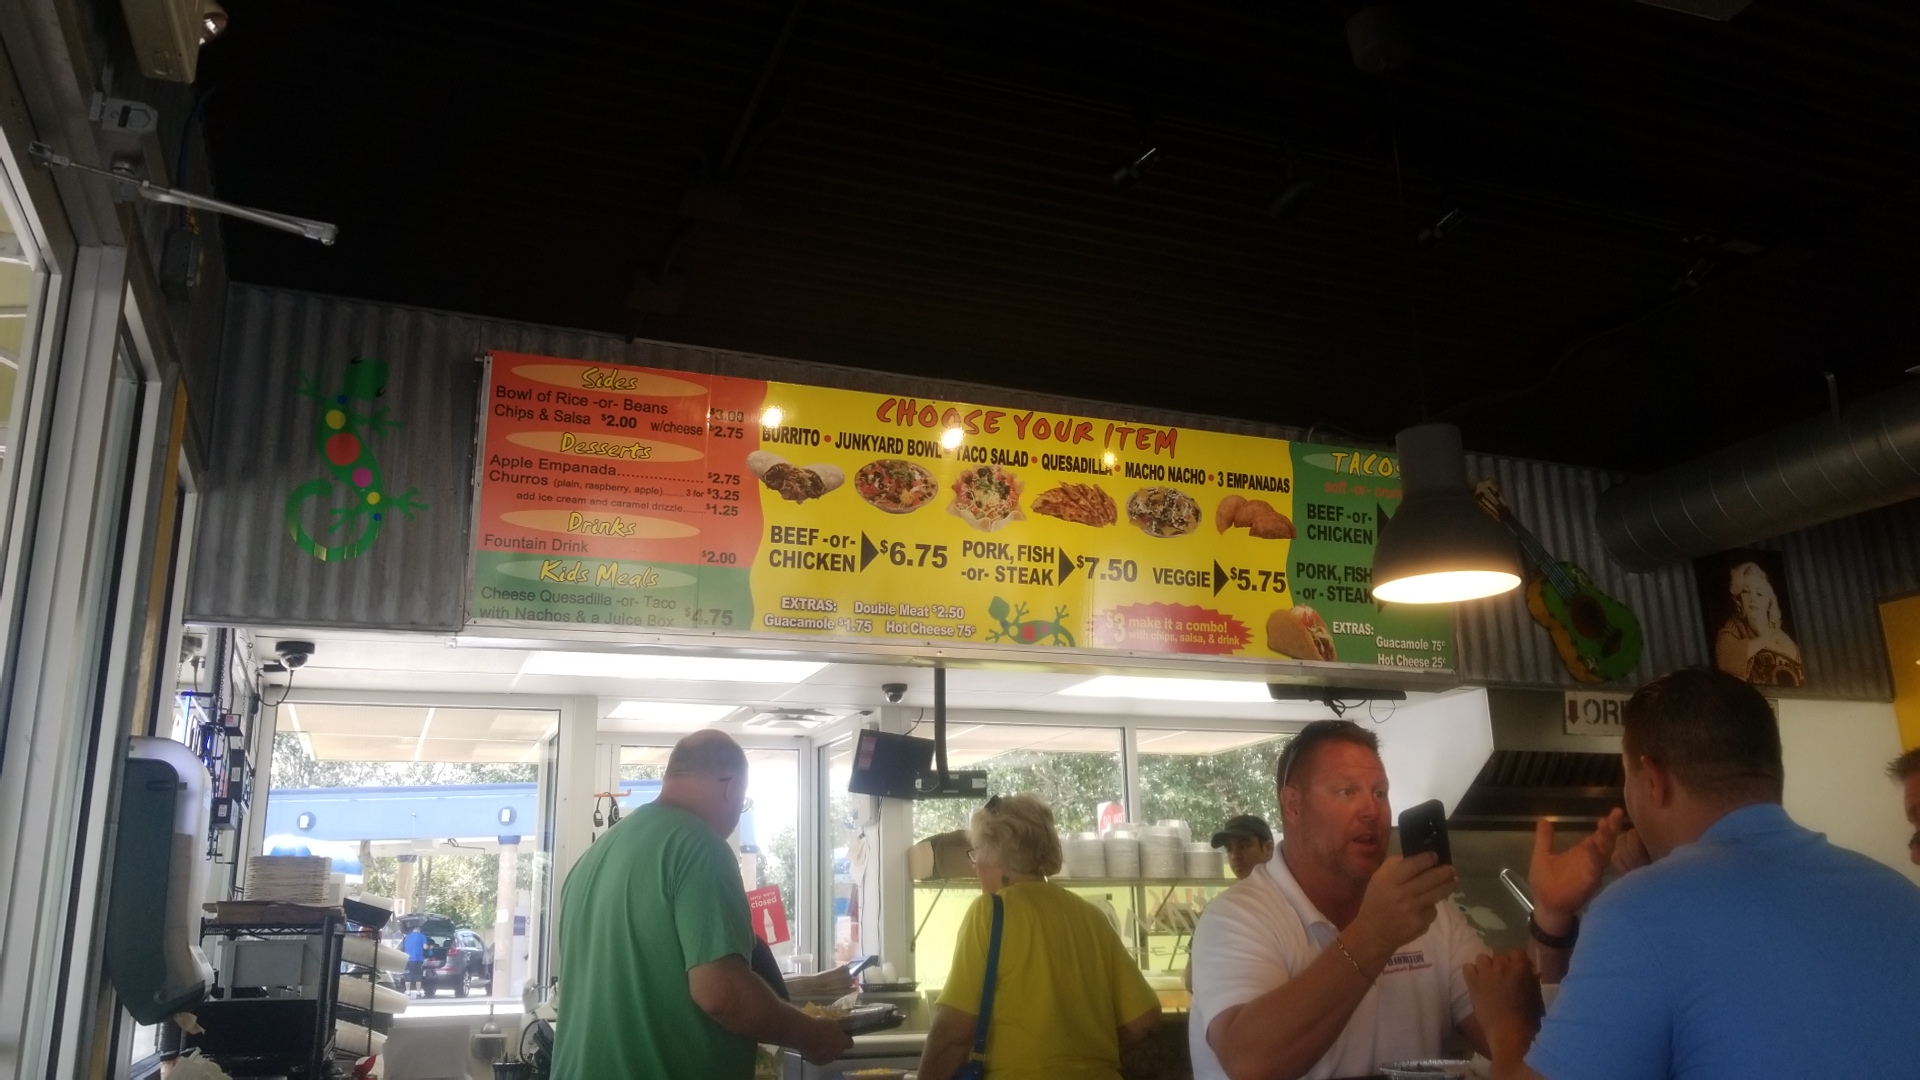 Sides
Bowl of Rice -or- Beans $3.00
Chips & Salsa $2.00 w/cheese $2.75
Desserts
Apple Empanada.................. $2.75
Churros (plain, raspberry, apple)...... 3 for $3.25
add ice cream and caramel drizzle........ $1.25
Drinks
Fountain Drink $2.00
Kids Meals
Cheese Quesadilla -or- Taco
with Nachos & a Juice Box $4.75
CHOOSE YOUR ITEM
BURRITO • JUNKYARD BOWL • TACO SALAD • QUESADILLA • MACHO NACHO • 3 EMPANADAS
BEEF -or-
CHICKEN $6.75
PORK, FISH
-or- STEAK $7.50
VEGGIE $5.75
EXTRAS: Double Meat $2.50
Guacamole $1.75 Hot Cheese 75¢
$3 make it a combo!
with chips, salsa, & drink
TACOS
soft -or-
BEEF -or-
CHICKEN
PORK, FISH
-or- STEAK
EXTRAS:
Guacamole 75¢
Hot Cheese 25¢
closed